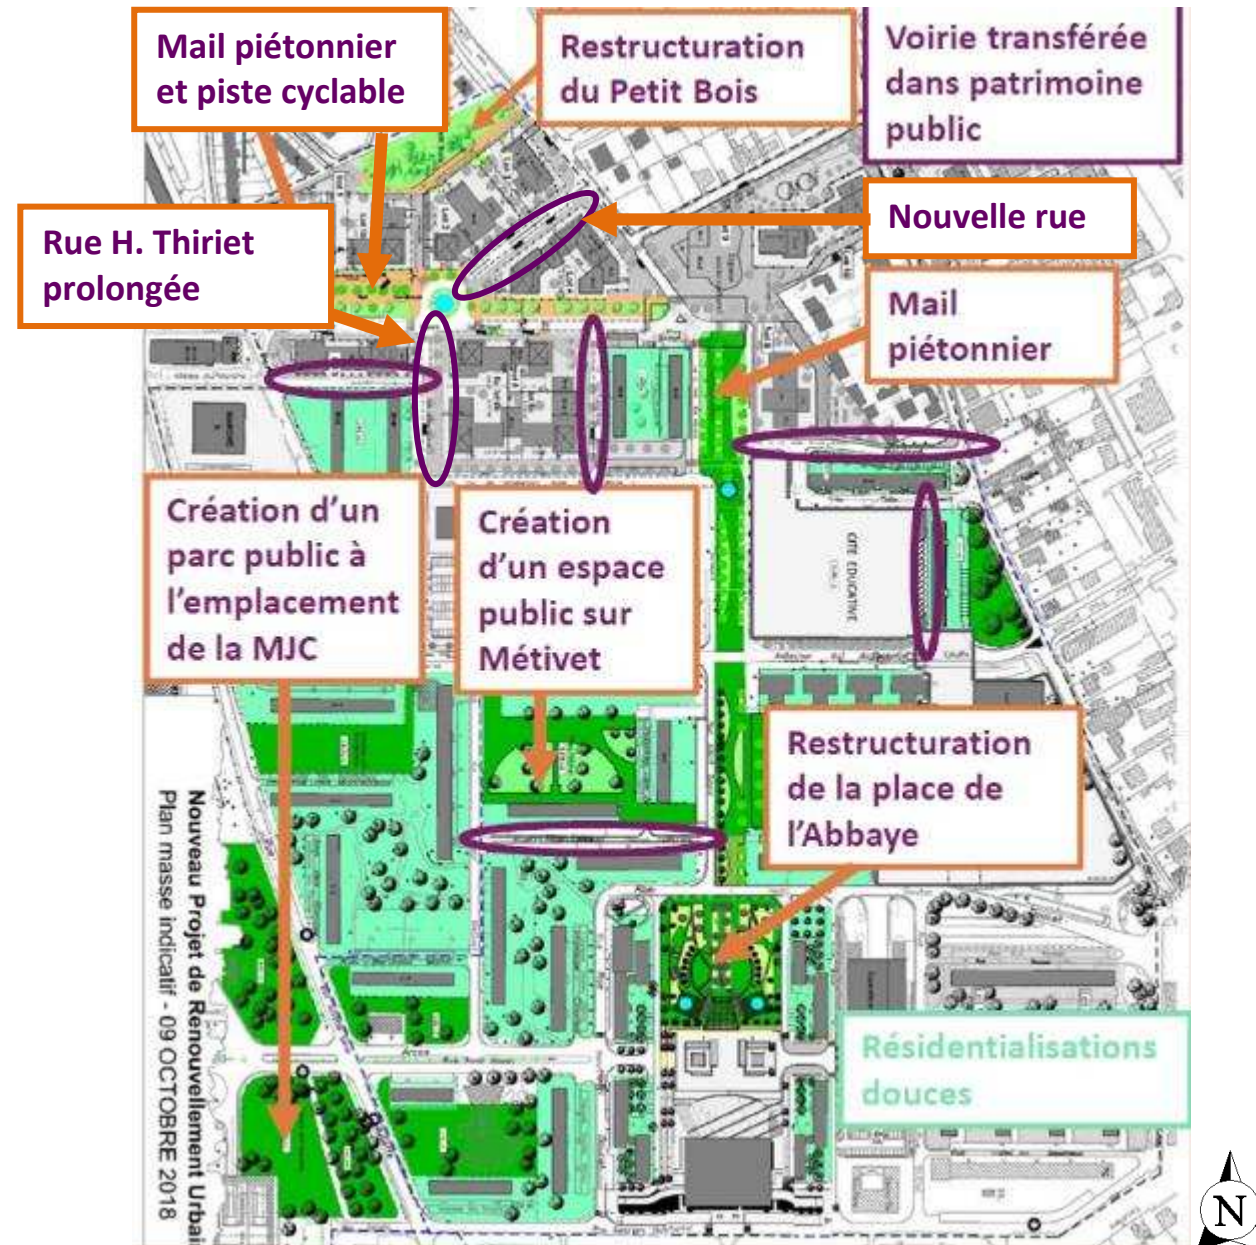 Mail piétonnier
et piste cyclable
Restructuration
du Petit Bois
Voirie transférée
dans patrimoine
public
Rue H. Thiriet
prolongée
Nouvelle rue
Mail
piétonnier
Création d'un
parc public à
l'emplacement
de la MJC
Création
d'un espace
public sur
Métivet
CITE EDUCATIVE
Restructuration
de la place de
l'Abbaye
Résidentialisations
douces
Nouveau Projet de Renouvellement Urbai
Plan masse indicatif - 09 OCTOBRE 2018
N